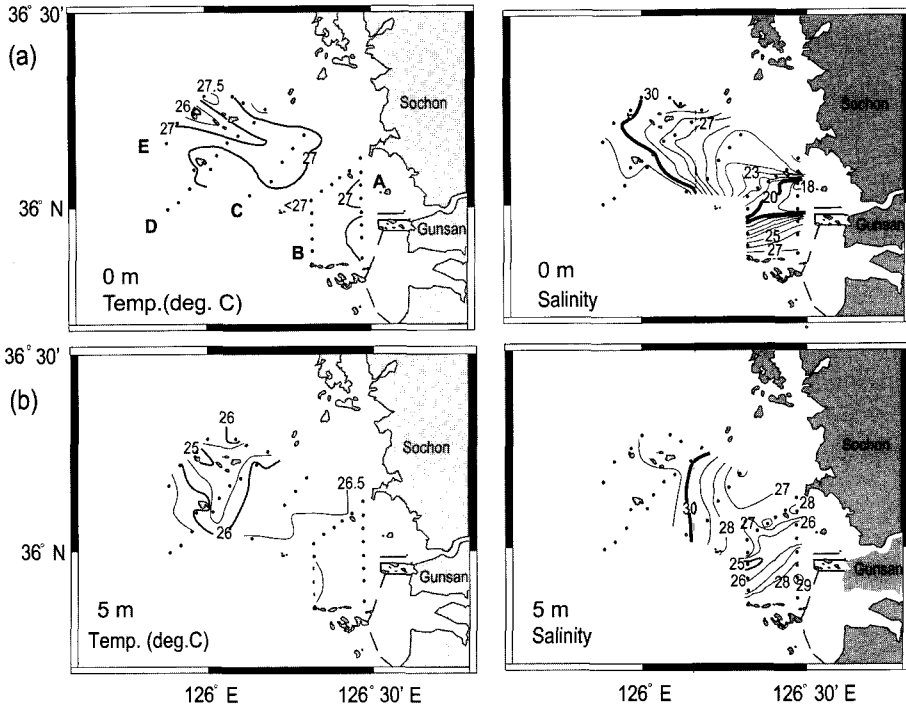 36° 30'
(a)
27.5
26
27
E
27
A
D
C
<27
27
B
36° N
Sochon
Gunsan
0 m
Temp.(deg. C)
30
27
23
18
20
25
27
Sochon
Gunsan
0 m
Salinity
36° 30'
(b)
26
25
26
26.5
36° N
Sochon
Gunsan
5 m
Temp. (deg.C)
126° E
126° 30' E
30
27
28
28
27
26
25
26
28
29
Sochon
Gunsan
5 m
Salinity
126° E
126° 30' E